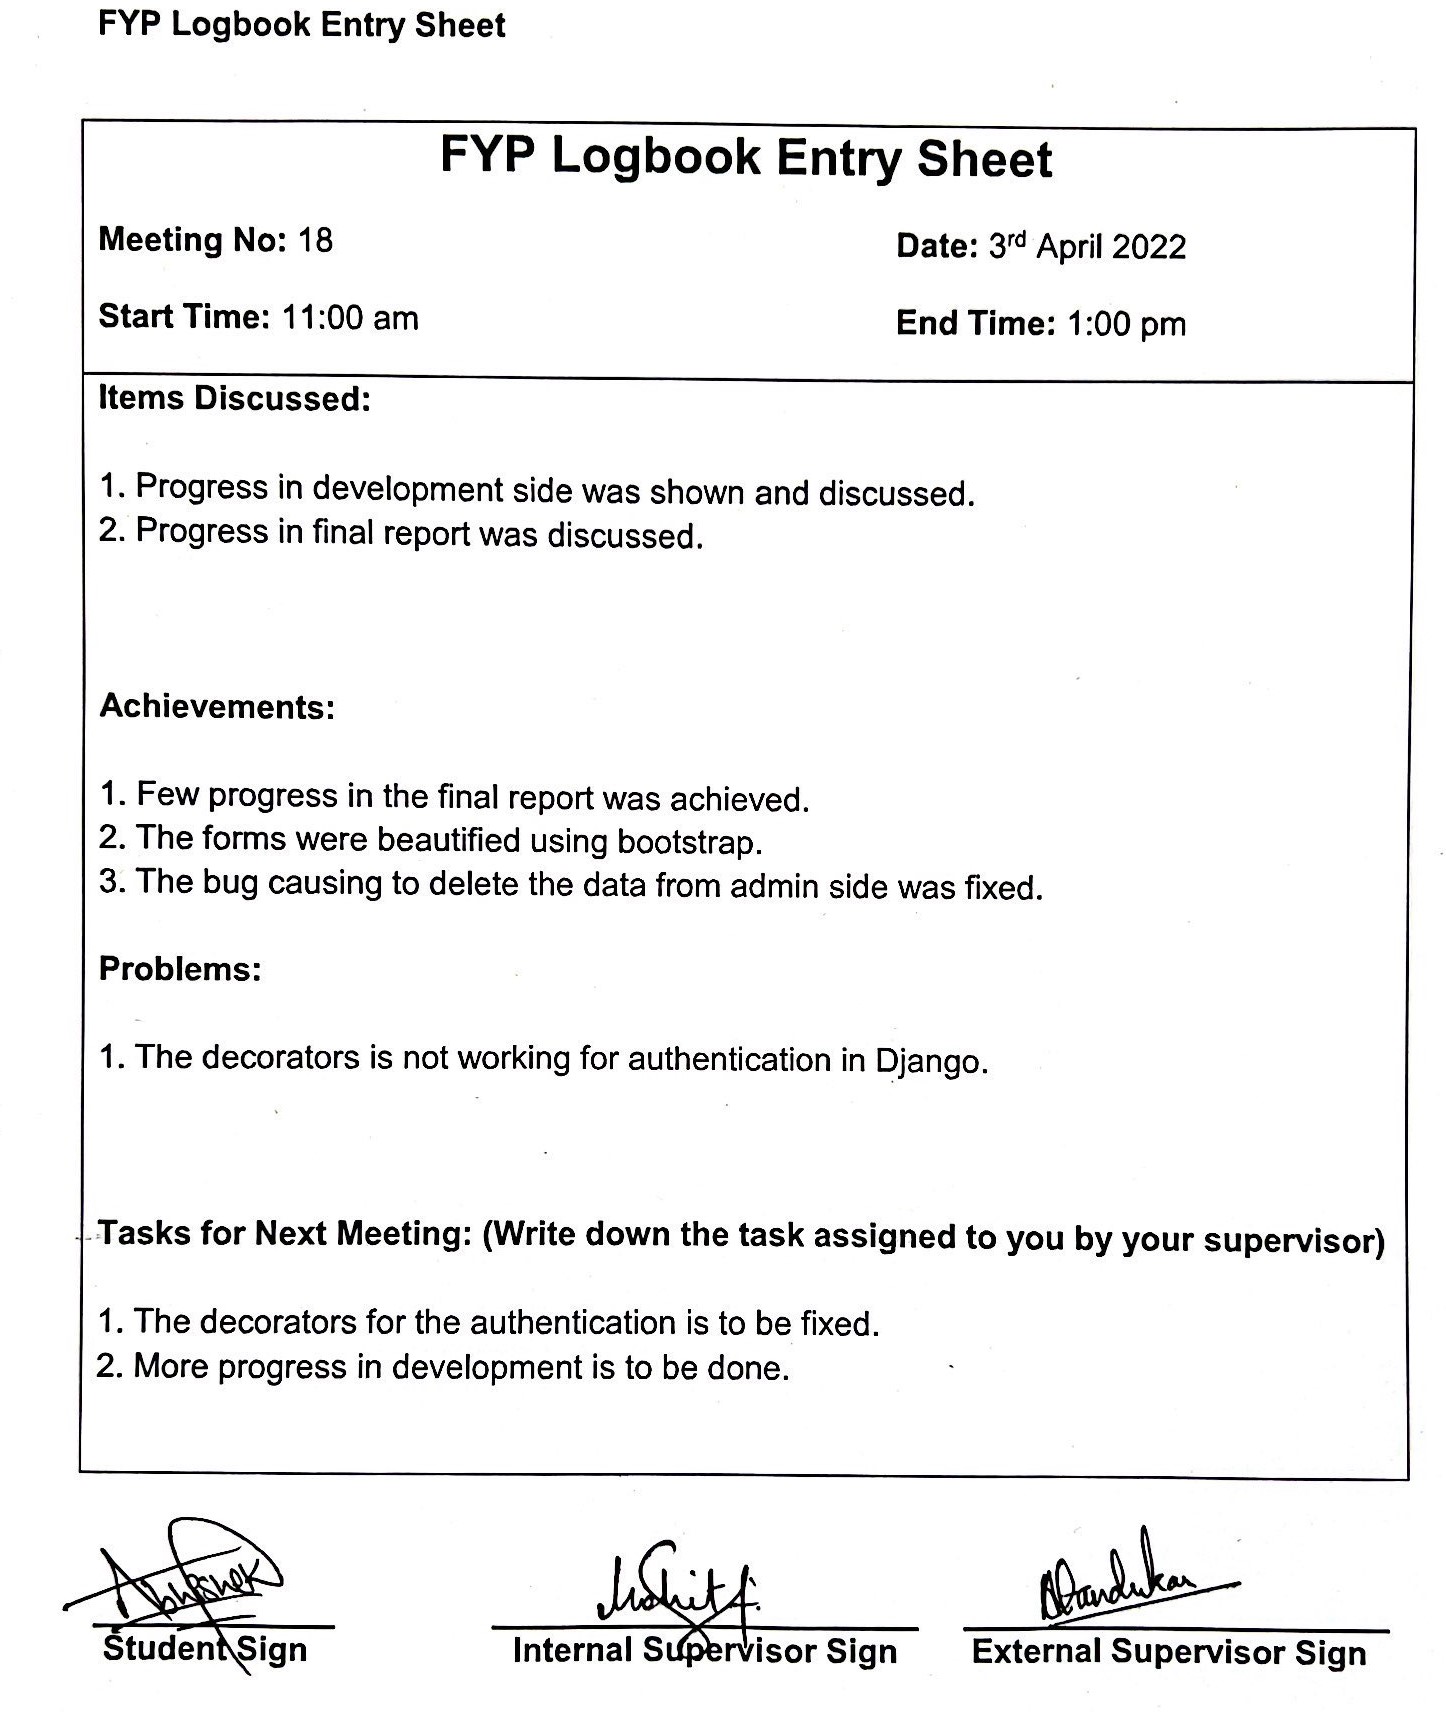 FYP Logbook Entry Sheet
FYP Logbook Entry Sheet
Meeting No: 18
Date: 3rd April 2022
Start Time: 11:00 am
End Time: 1:00 pm
Items Discussed:
1. Progress in development side was shown and discussed.
2. Progress in final report was discussed.
Achievements:
1. Few progress in the final report was achieved.
2. The forms were beautified using bootstrap.
3. The bug causing to delete the data from admin side was fixed.
Problems:
1. The decorators is not working for authentication in Django.
Tasks for Next Meeting: (Write down the task assigned to you by your supervisor)
1. The decorators for the authentication is to be fixed.
2. More progress in development is to be done.
Abhishek
Student Sign
Internal Supervisor Sign
External Supervisor Sign